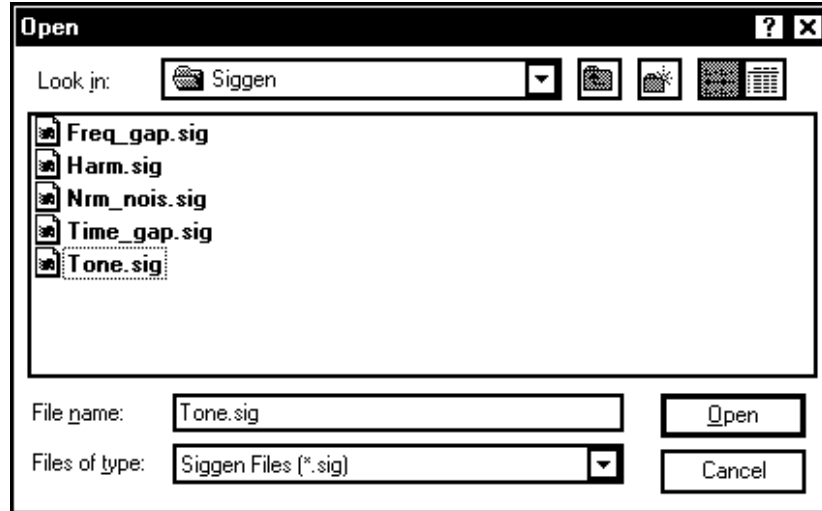 Open
Look in: Siggen
Freq_gap.sig
Harm.sig
Nrm_nois.sig
Time_gap.sig
Tone.sig
File name: Tone.sig Open
Files of type: Siggen Files (*.sig) Cancel